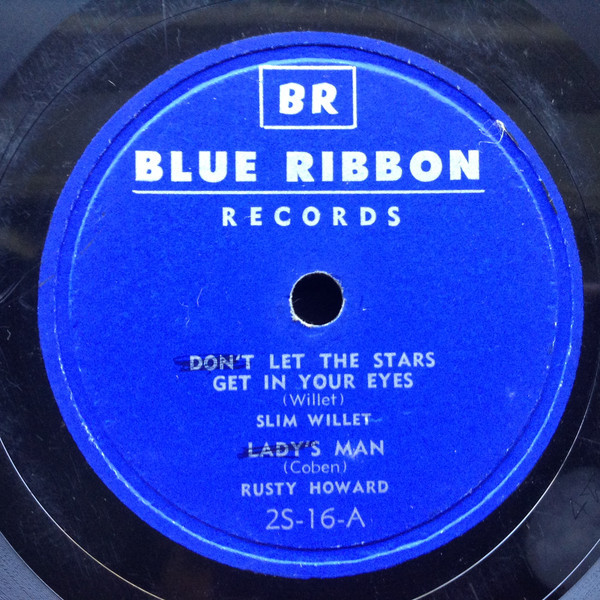 BR
BLUE RIBBON
RECORDS
DON'T LET THE STARS
GET IN YOUR EYES
(Willet)
SLIM WILLET
LADY'S MAN
(Coben)
RUSTY HOWARD
2S-16-A